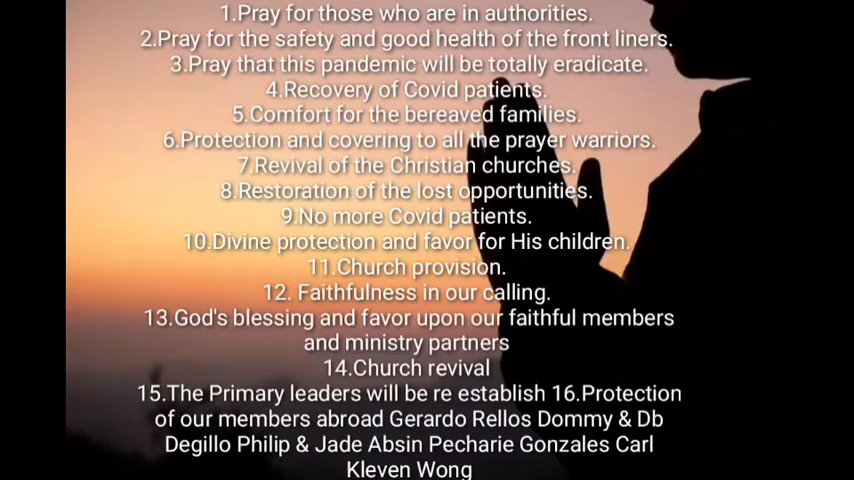 1.Pray for those who are in authorities.
2.Pray for the safety and good health of the front liners.
3.Pray that this pandemic will be totally eradicate.
4.Recovery of Covid patients.
5.Comfort for the bereaved families.
6.Protection and covering to all the prayer warriors.
7.Revival of the Christian churches.
8.Restoration of the lost opportunities.
9.No more Covid patients.
10.Divine protection and favor for His children.
11.Church provision.
12. Faithfulness in our calling.
13.God's blessing and favor upon our faithful members
and ministry partners
14.Church revival
15.The Primary leaders will be re establish 16.Protection
of our members abroad Gerardo Rellos Dommy & Db
Degillo Philip & Jade Absin Pecharie Gonzales Carl
Kleven Wong